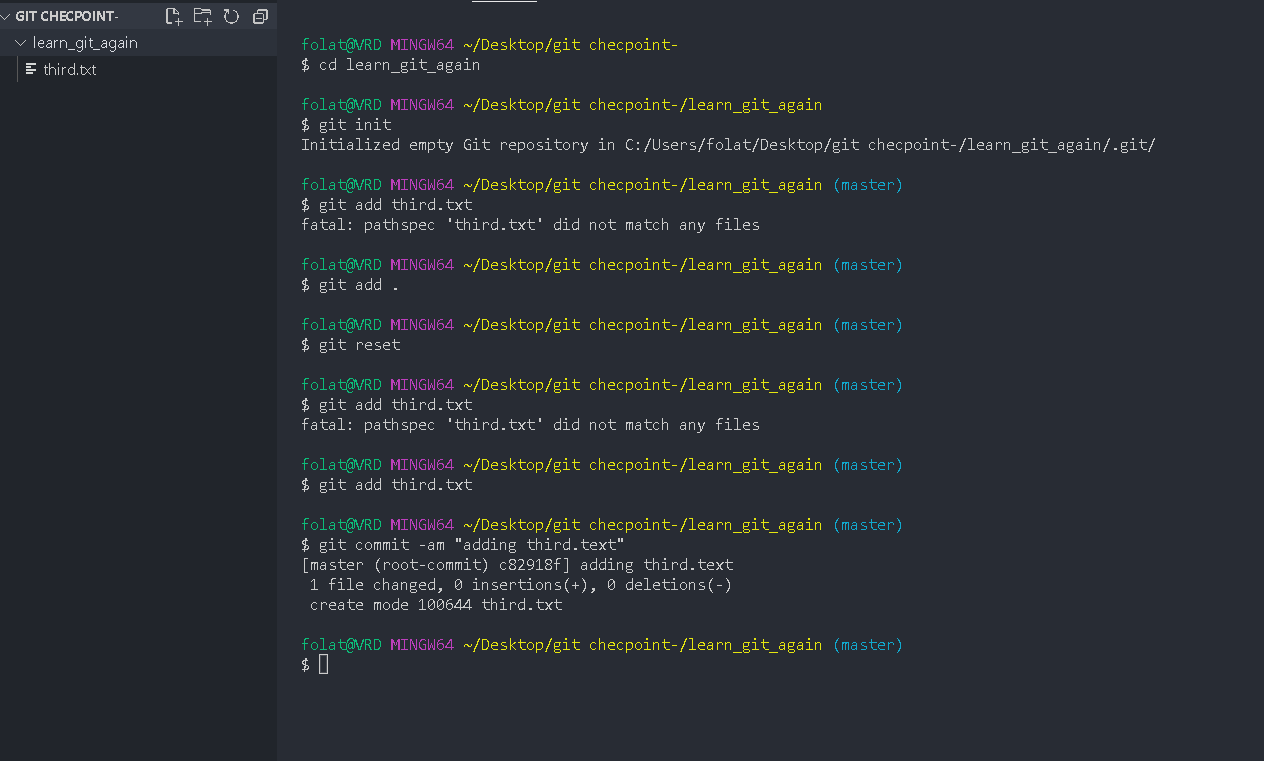 GIT CHECPOINT-
learn_git_again
third.txt
folat@VRD MINGW64 ~/Desktop/git checpoint-
$ cd learn_git_again
folat@VRD MINGW64 ~/Desktop/git checpoint-/learn_git_again
$ git init
Initialized empty Git repository in C:/Users/folat/Desktop/git checpoint-/learn_git_again/.git/
folat@VRD MINGW64 ~/Desktop/git checpoint-/learn_git_again (master)
$ git add third.txt
fatal: pathspec 'third.txt' did not match any files
folat@VRD MINGW64 ~/Desktop/git checpoint-/learn_git_again (master)
$ git add .
folat@VRD MINGW64 ~/Desktop/git checpoint-/learn_git_again (master)
$ git reset
folat@VRD MINGW64 ~/Desktop/git checpoint-/learn_git_again (master)
$ git add third.txt
fatal: pathspec 'third.txt' did not match any files
folat@VRD MINGW64 ~/Desktop/git checpoint-/learn_git_again (master)
$ git add third.txt
folat@VRD MINGW64 ~/Desktop/git checpoint-/learn_git_again (master)
$ git commit -am "adding third.text"
[master (root-commit) c82918f] adding third.text
1 file changed, 0 insertions(+), 0 deletions(-)
create mode 100644 third.txt
folat@VRD MINGW64 ~/Desktop/git checpoint-/learn_git_again (master)
$